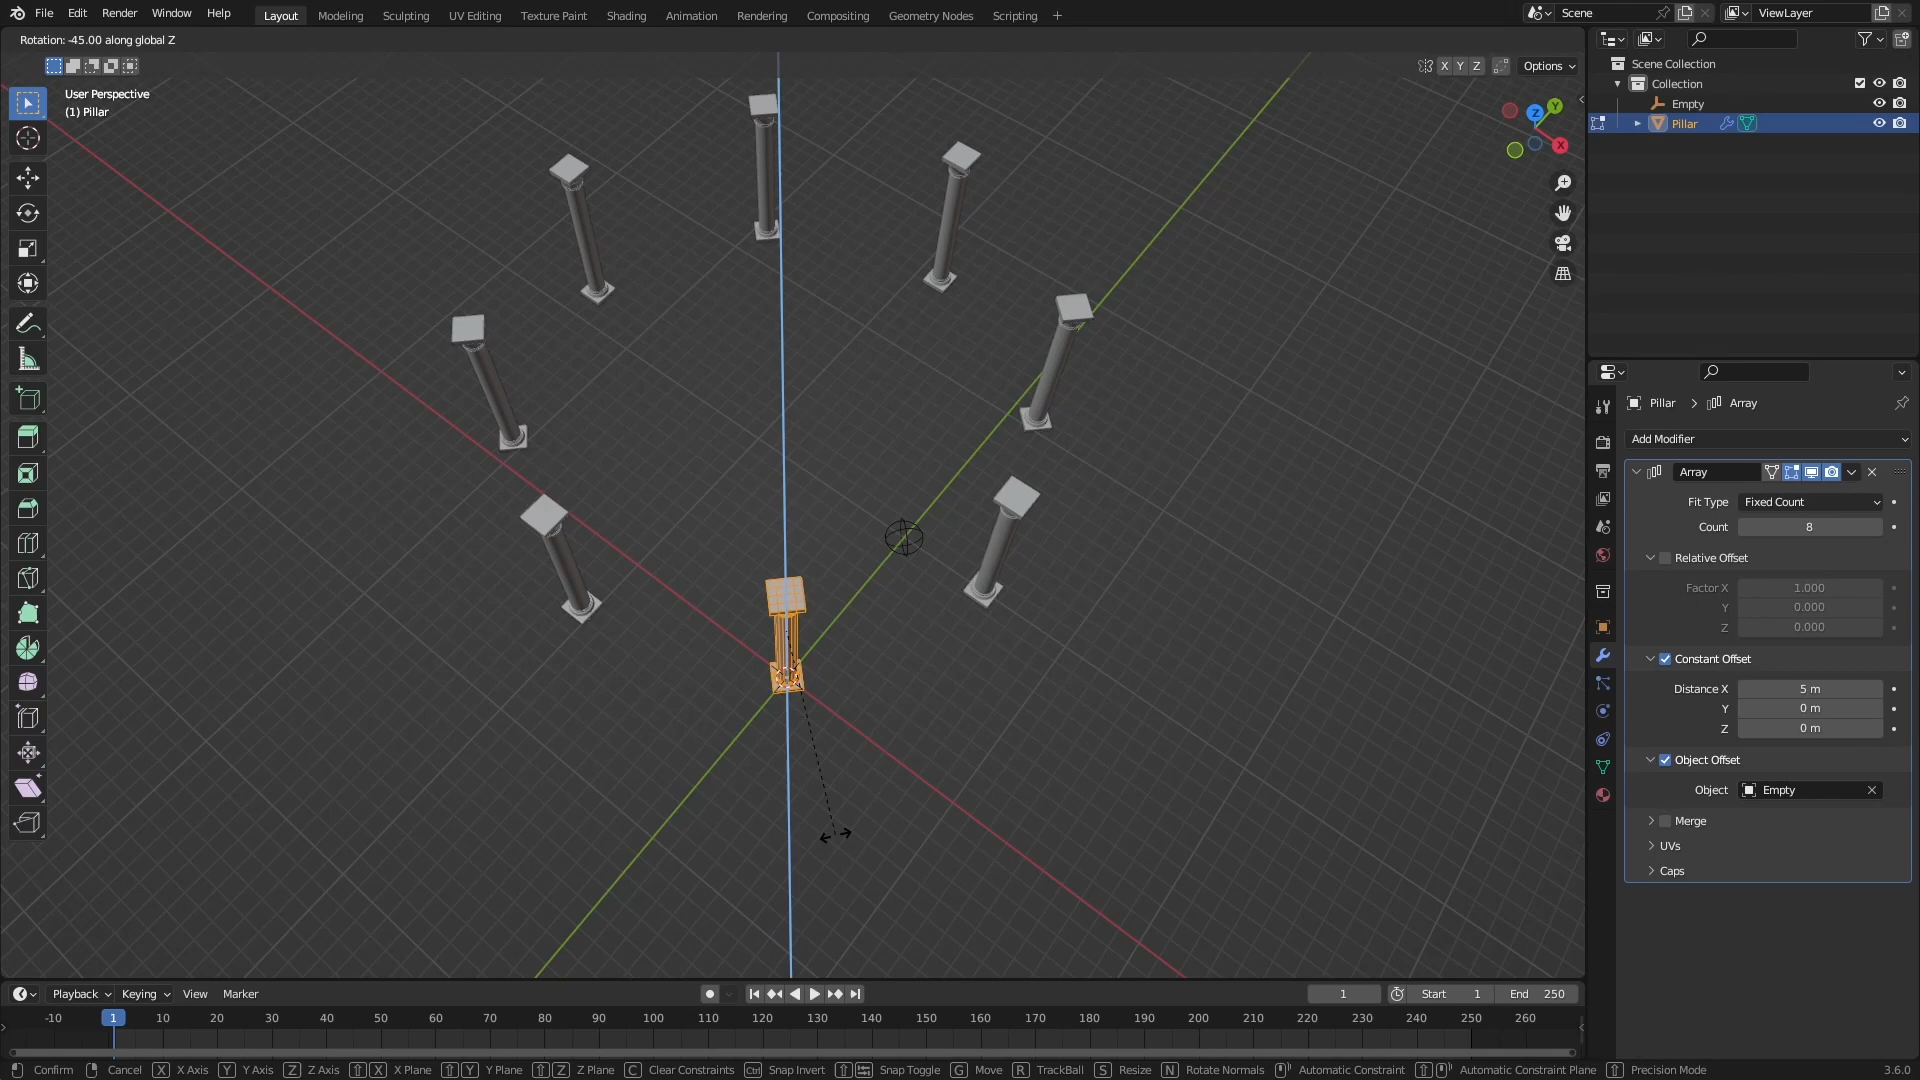 File Edit Render Window Help Layout Modeling Sculpting UV Editing Texture Paint Shading Animation Rendering Compositing Geometry Nodes Scripting + Scene ViewLayer
Rotation: -45.00 along global Z
X Y Z Options
User Perspective
(1) Pillar
Z Y X
Scene Collection
Collection
Empty
Pillar
Pillar > Array
Add Modifier
Array
Fit Type Fixed Count
Count 8
Relative Offset
Factor X 1.000
Y 0.000
Z 0.000
Constant Offset
Distance X 5 m
Y 0 m
Z 0 m
Object Offset
Object Empty
Merge
UVs
Caps
Playback Keying View Marker 1 Start 1 End 250
-10 1 10 20 30 40 50 60 70 80 90 100 110 120 130 140 150 160 170 180 190 200 210 220 230 240 250 260
Confirm Cancel X X Axis Y Y Axis Z Z Axis X X Plane Y Y Plane Z Z Plane C Clear Constraints Ctrl Snap Invert Snap Toggle G Move R TrackBall S Resize N Rotate Normals Automatic Constraint Automatic Constraint Plane Precision Mode 3.6.0